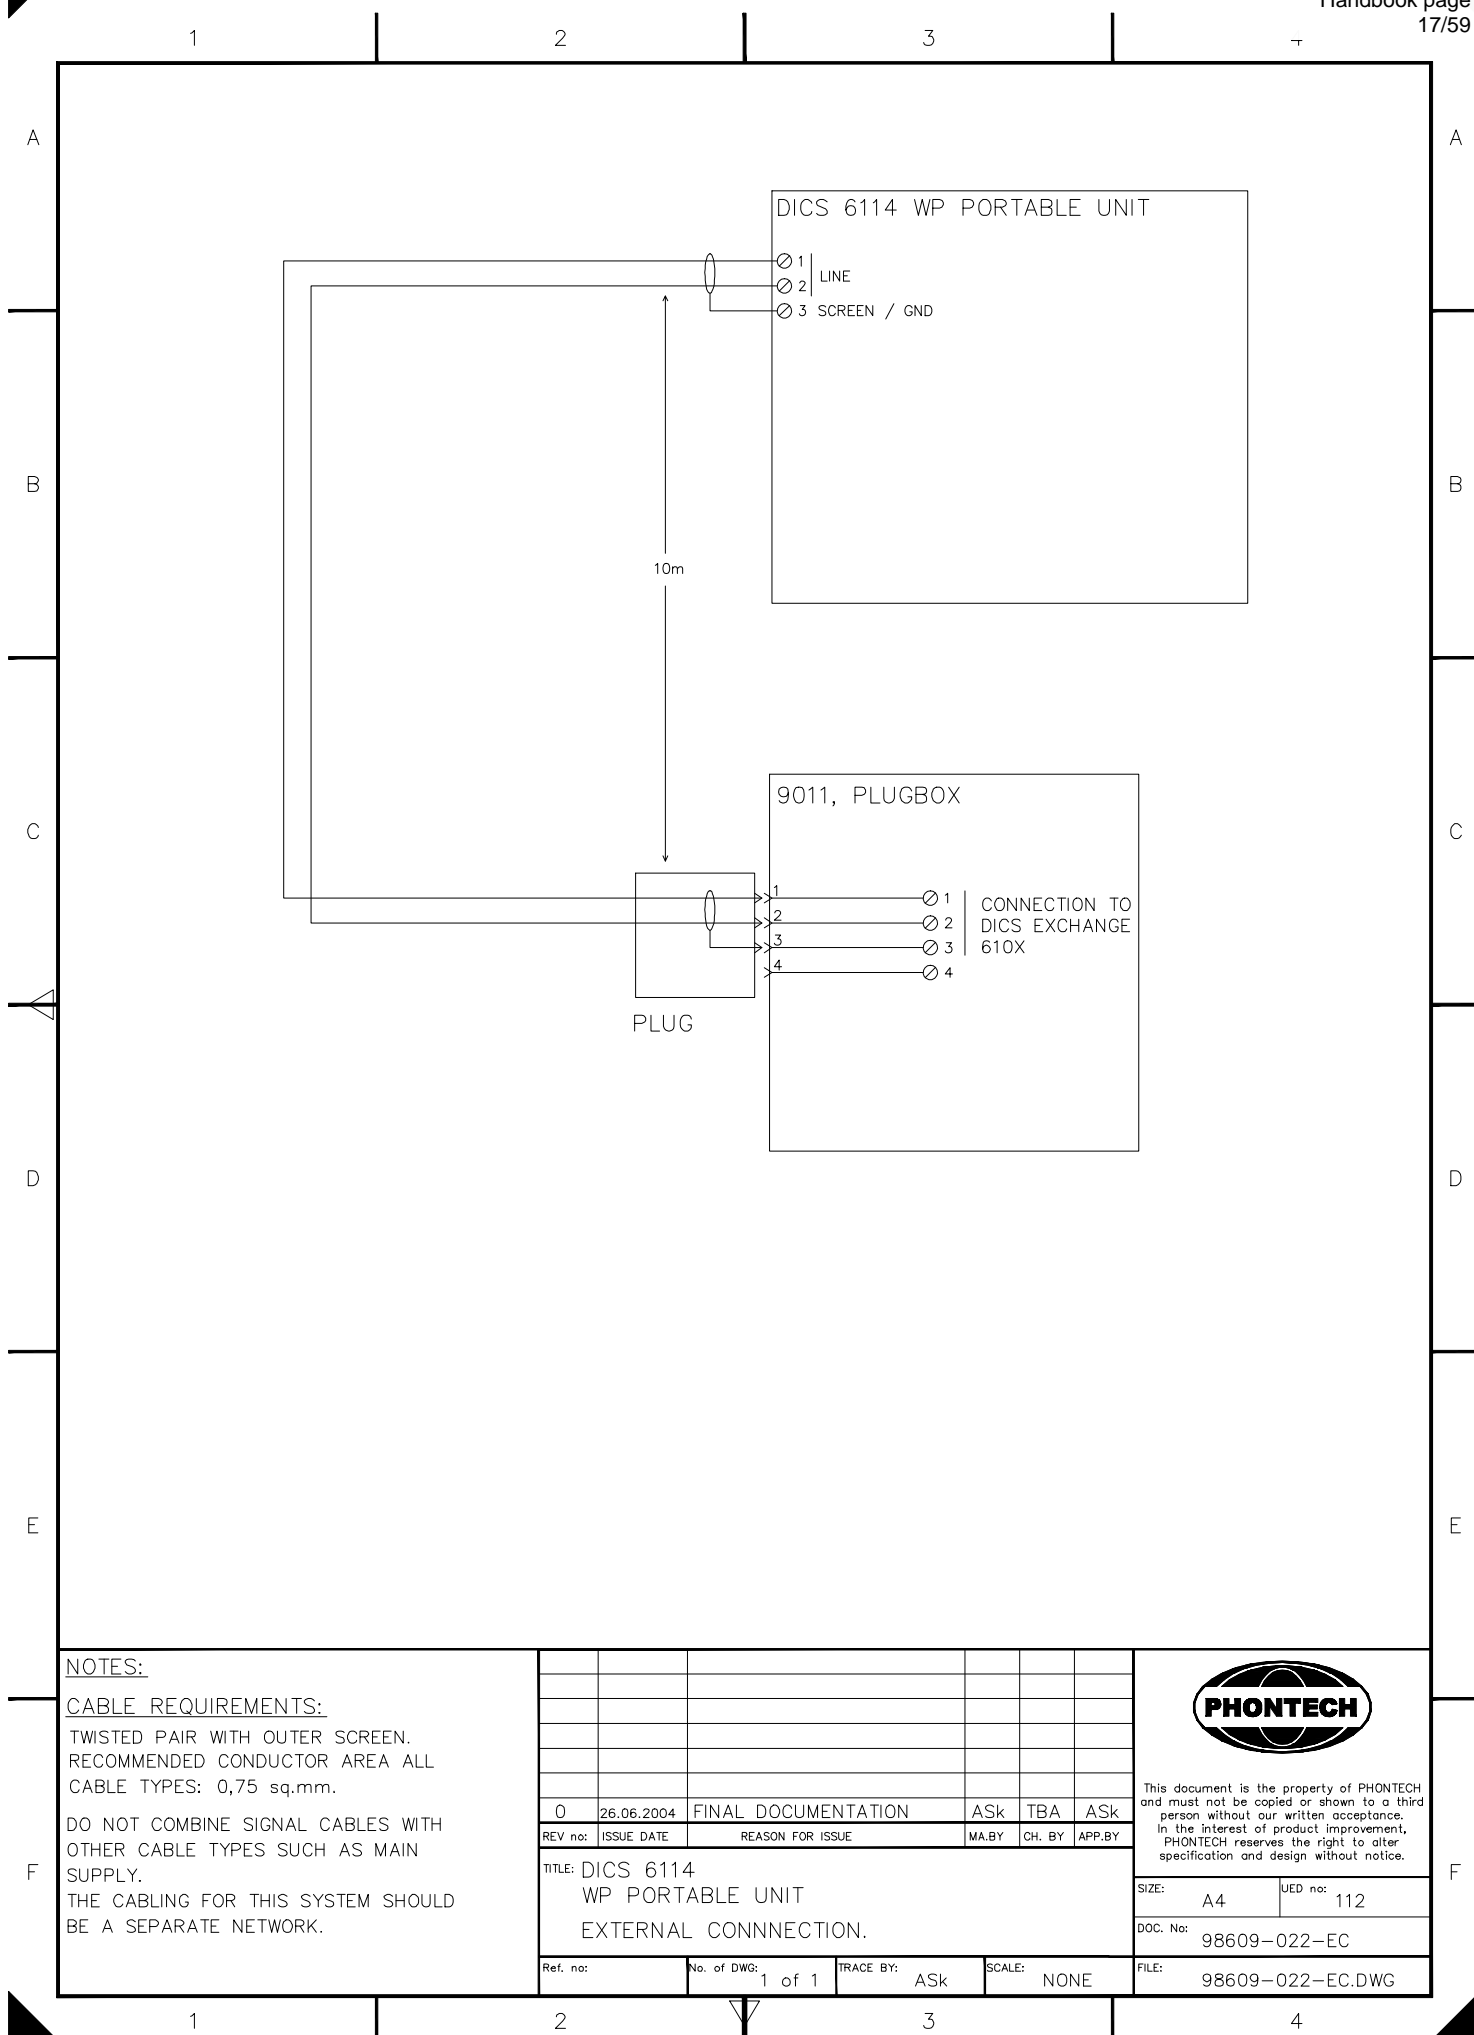 Handbook page
17/59
1
2
3
A
A
DICS 6114 WP PORTABLE UNIT
1
2
LINE
3 SCREEN / GND
B
B
10m
9011, PLUGBOX
C
C
1
2
3
4
1
2
3
4
CONNECTION TO
DICS EXCHANGE
610X
PLUG
D
D
E
E
NOTES:
CABLE REQUIREMENTS:
TWISTED PAIR WITH OUTER SCREEN.
RECOMMENDED CONDUCTOR AREA ALL
CABLE TYPES: 0,75 sq.mm.
DO NOT COMBINE SIGNAL CABLES WITH
OTHER CABLE TYPES SUCH AS MAIN
SUPPLY.
THE CABLING FOR THIS SYSTEM SHOULD
BE A SEPARATE NETWORK.
0 26.06.2004 FINAL DOCUMENTATION ASk TBA ASk
REV no: ISSUE DATE REASON FOR ISSUE MA.BY CH. BY APP.BY
TITLE: DICS 6114
WP PORTABLE UNIT
EXTERNAL CONNNECTION.
Ref. no:
No. of DWG: 1 of 1
TRACE BY: ASk
SCALE: NONE
PHONTECH
This document is the property of PHONTECH
and must not be copied or shown to a third
person without our written acceptance.
In the interest of product improvement,
PHONTECH reserves the right to alter
specification and design without notice.
SIZE: A4
UED no: 112
DOC. No: 98609-022-EC
FILE: 98609-022-EC.DWG
F
F
1
2
3
4